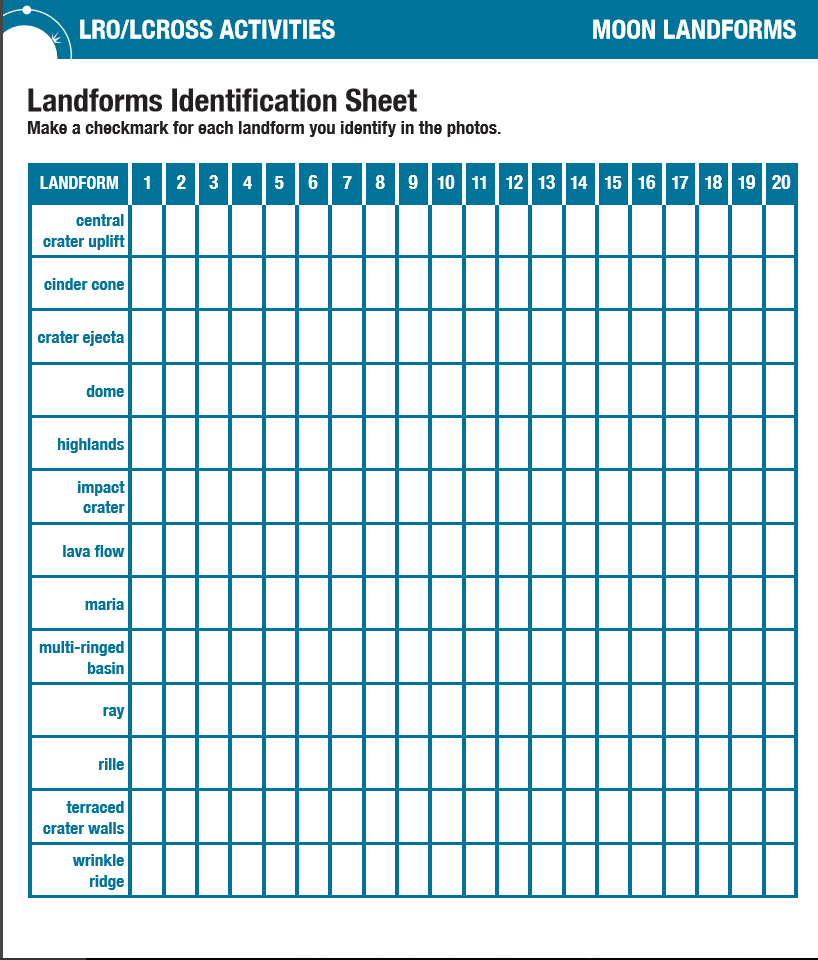 LRO/LCROSS ACTIVITIES MOON LANDFORMS
Landforms Identification Sheet
Make a checkmark for each landform you identify in the photos.
LANDFORM 1 2 3 4 5 6 7 8 9 10 11 12 13 14 15 16 17 18 19 20
central
crater uplift
cinder cone
crater ejecta
dome
highlands
impact
crater
lava flow
maria
multi-ringed
basin
ray
rille
terraced
crater walls
wrinkle
ridge